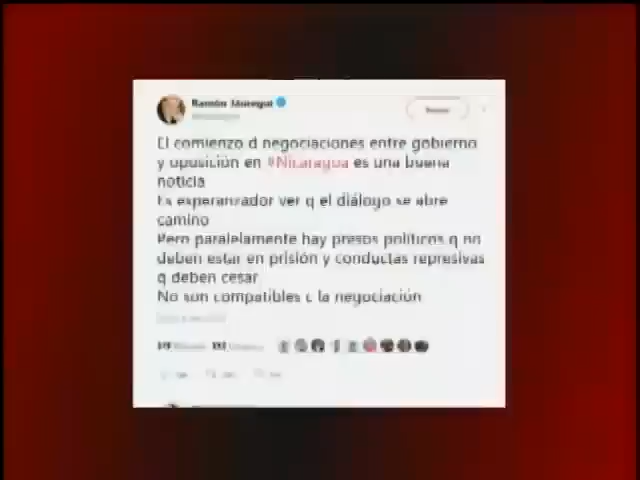 Ramón Jáuregui
El comienzo d negociaciones entre gobierno
y oposición en #Nicaragua es una buena
noticia
Es esperanzador ver q el diálogo se abre
camino
Pero paralelamente hay presos políticos q no
deben estar en prisión y conductas represivas
q deben cesar
No son compatibles c la negociación